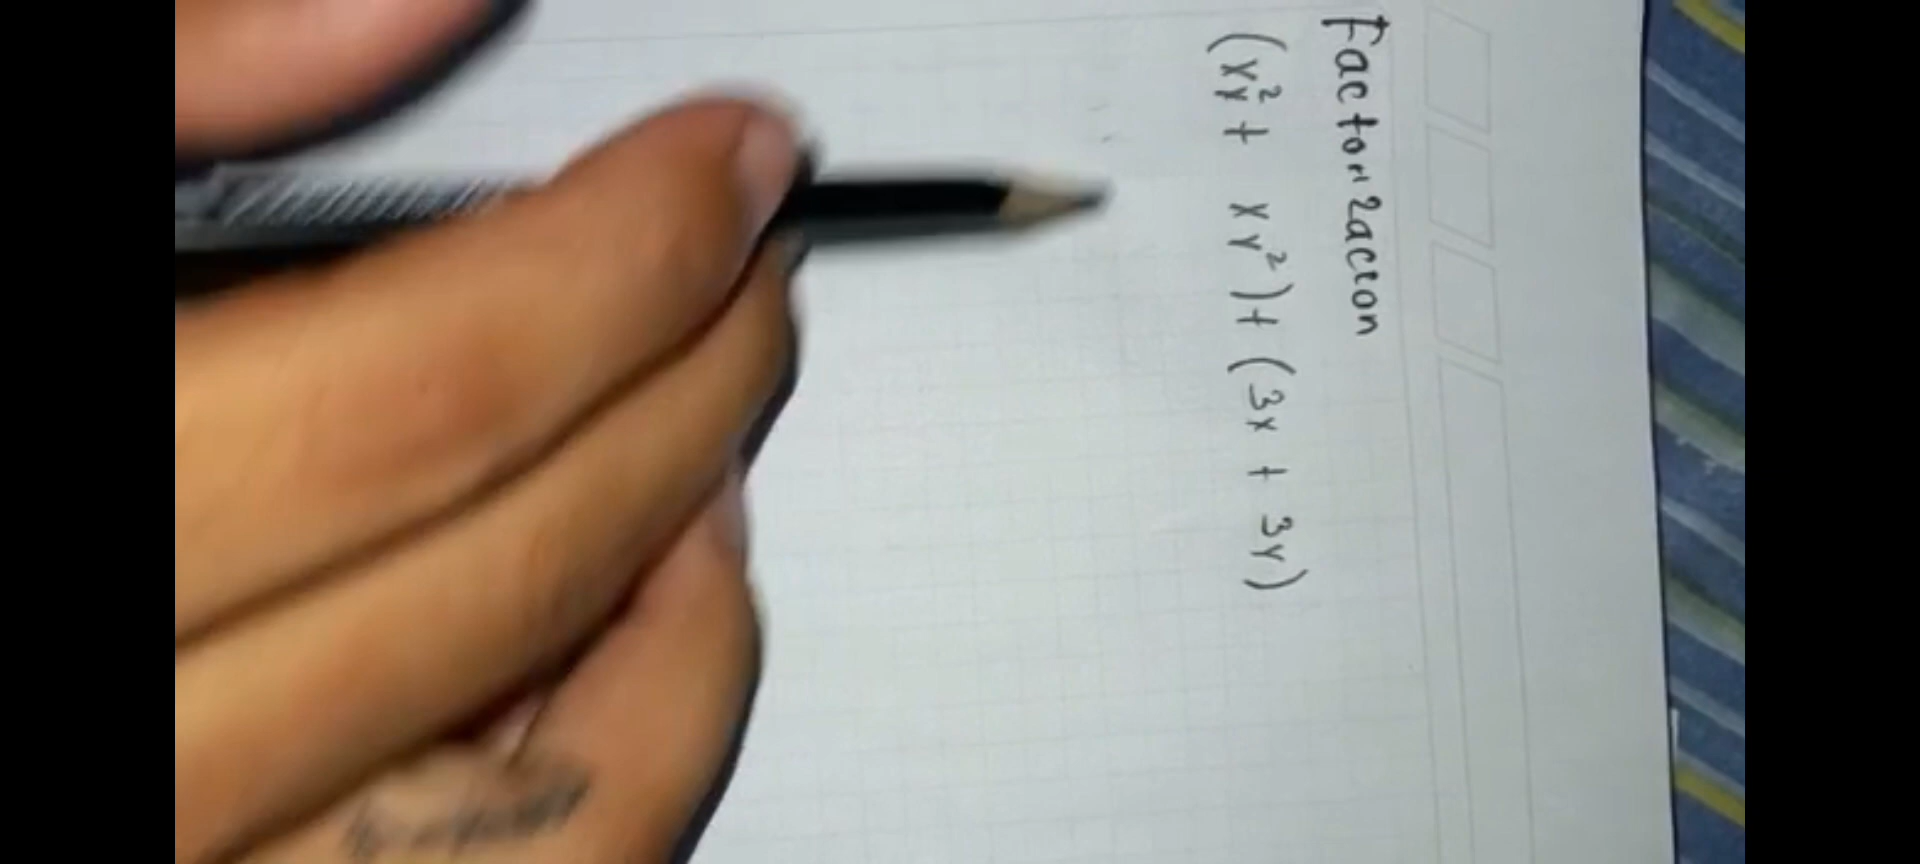 Factorizacion
(x²y + xy²) + (3x + 3y)